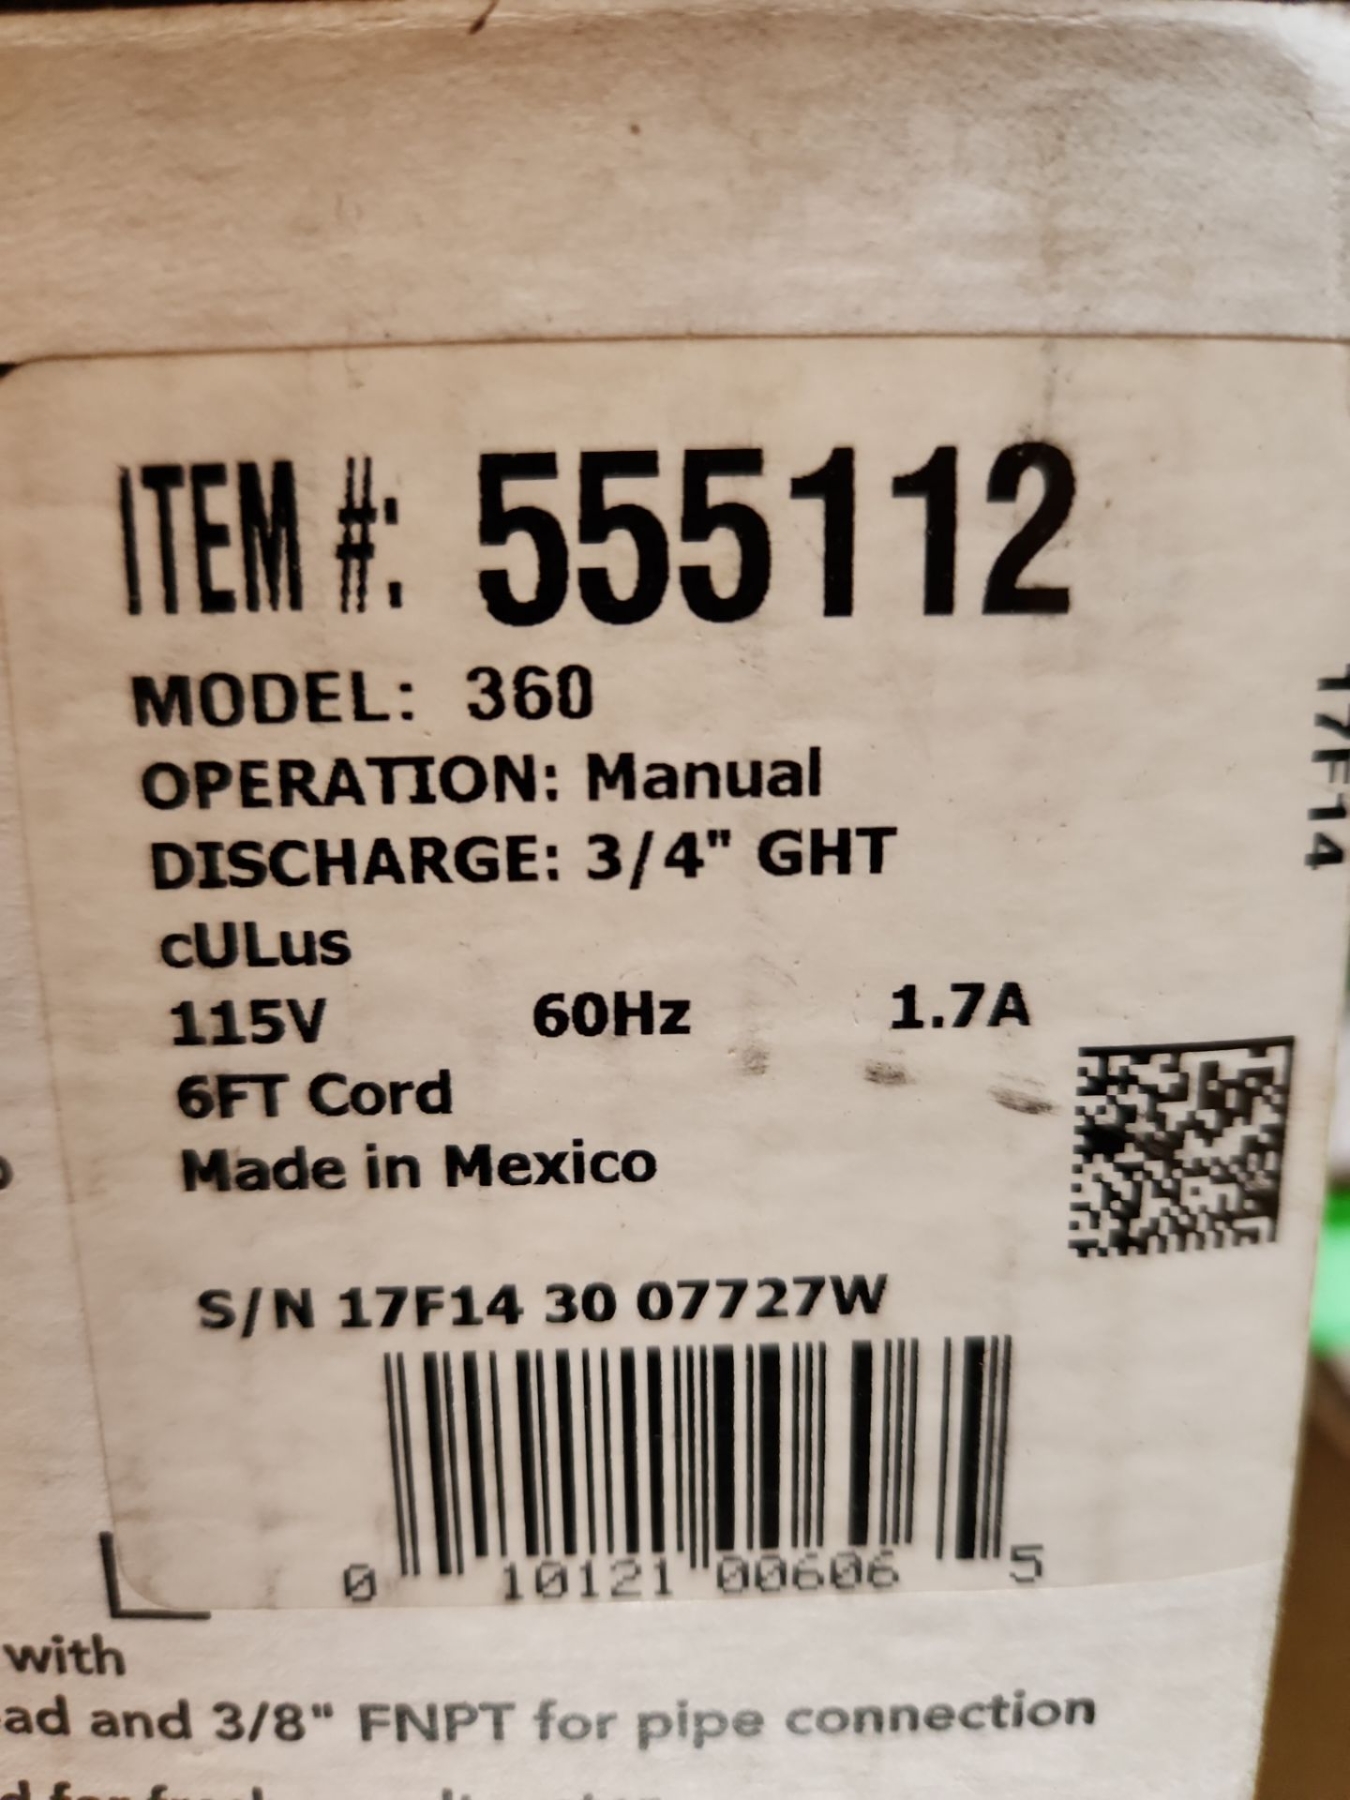 ITEM #: 555112
MODEL: 360
OPERATION: Manual
DISCHARGE: 3/4" GHT
cULus
115V 60Hz 1.7A
6FT Cord
Made in Mexico
S/N 17F14 30 07727W
0 10121 00606 5
17F14
with
ad and 3/8" FNPT for pipe connection